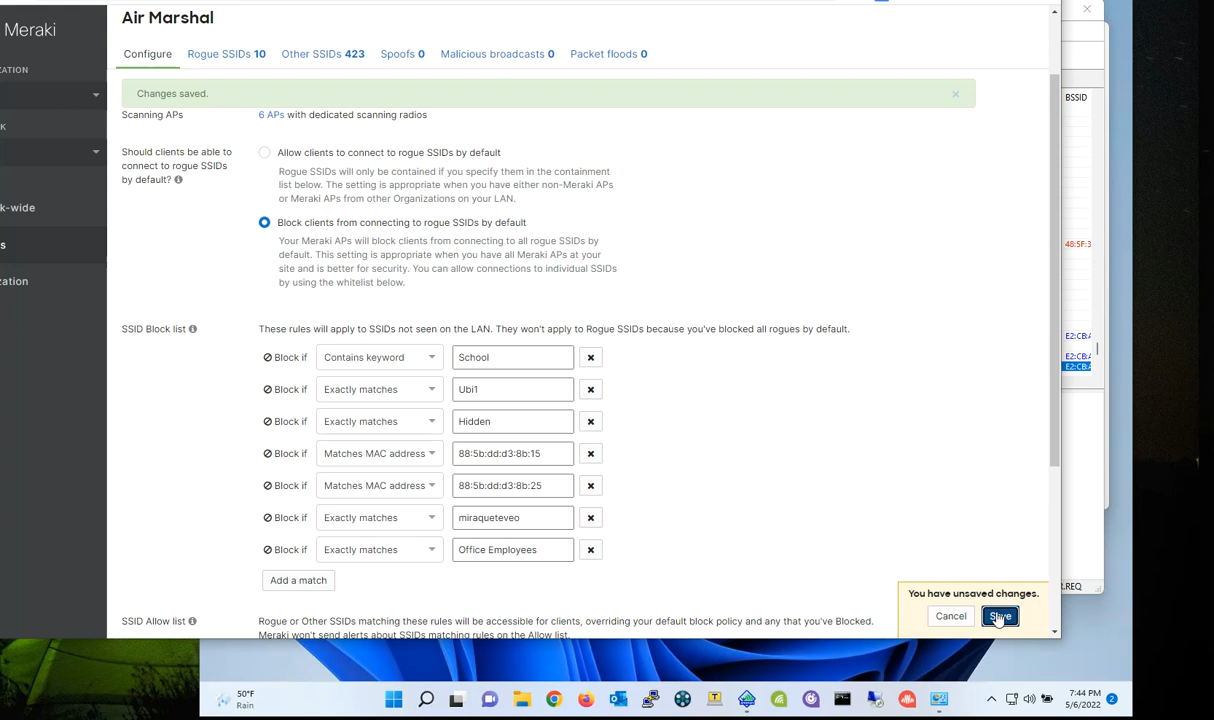 Air Marshal
Meraki
Configure Rogue SSIDs 10 Other SSIDs 423 Spoofs 0 Malicious broadcasts 0 Packet floods 0
ZATION
Changes saved.
BSSID
Scanning APs 6 APs with dedicated scanning radios
K
Should clients be able to
connect to rogue SSIDs
by default?
Allow clients to connect to rogue SSIDs by default
Rogue SSIDs will only be contained if you specify them in the containment
list below. The setting is appropriate when you have either non-Meraki APs
or Meraki APs from other Organizations on your LAN.
k-wide
s
zation
Block clients from connecting to rogue SSIDs by default
Your Meraki APs will block clients from connecting to all rogue SSIDs by
default. This setting is appropriate when you have all Meraki APs at your
site and is better for security. You can allow connections to individual SSIDs
by using the whitelist below.
48:5F:3
SSID Block list These rules will apply to SSIDs not seen on the LAN. They won't apply to Rogue SSIDs because you've blocked all rogues by default.
E2:CB:A
E2:CB:A
E2:CB:A
Block if Contains keyword School
Block if Exactly matches Ubi1
Block if Exactly matches Hidden
Block if Matches MAC address 88:5b:dd:d3:8b:15
Block if Matches MAC address 88:5b:dd:d3:8b:25
Block if Exactly matches miraqueteveo
Block if Exactly matches Office Employees
Add a match
You have unsaved changes.
Cancel Save
.REQ
SSID Allow list Rogue or Other SSIDs matching these rules will be accessible for clients, overriding your default block policy and any that you've Blocked.
Meraki won't send alerts about SSIDs matching rules on the Allow list.
50°F
Rain
7:44 PM
5/6/2022
2